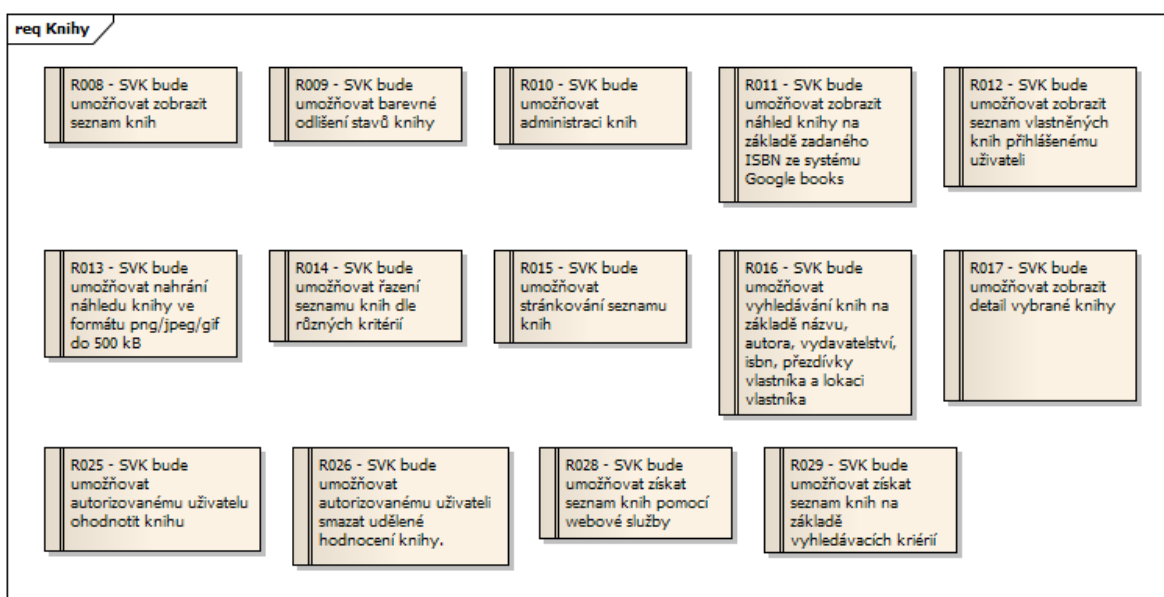 req Knihy
R008 - SVK bude
umožňovat zobrazit
seznam knih
R009 - SVK bude
umožňovat barevné
odlišení stavů knihy
R010 - SVK bude
umožňovat
administraci knih
R011 - SVK bude
umožňovat zobrazit
náhled knihy na
základě zadaného
ISBN ze systému
Google books
R012 - SVK bude
umožňovat zobrazit
seznam vlastněných
knih přihlášenému
uživateli
R013 - SVK bude
umožňovat nahrání
náhledu knihy ve
formátu png/jpeg/gif
do 500 kB
R014 - SVK bude
umožňovat řazení
seznamu knih dle
různých kritérií
R015 - SVK bude
umožňovat
stránkování seznamu
knih
R016 - SVK bude
umožňovat
vyhledávání knih na
základě názvu,
autora, vydavatelství,
isbn, přezdívky
vlastníka a lokaci
vlastníka
R017 - SVK bude
umožňovat zobrazit
detail vybrané knihy
R025 - SVK bude
umožňovat
autorizovanému uživatelu
ohodnotit knihu
R026 - SVK bude
umožňovat
autorizovanému uživateli
smazat udělené
hodnocení knihy.
R028 - SVK bude
umožňovat získat
seznam knih pomocí
webové služby
R029 - SVK bude
umožňovat získat
seznam knih na
základě
vyhledávacích kriérií